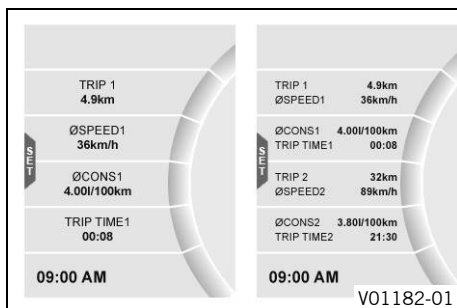 TRIP 1
4.9km
ØSPEED1
36km/h
SET
ØCONS1
4.00l/100km
TRIP TIME1
00:08
09:00 AM
TRIP 1 4.9km
ØSPEED1 36km/h
ØCONS1 4.00l/100km
TRIP TIME1 00:08
SET
TRIP 2 32km
ØSPEED2 89km/h
ØCONS2 3.80l/100km
TRIP TIME2 21:30
09:00 AM
V01182-01